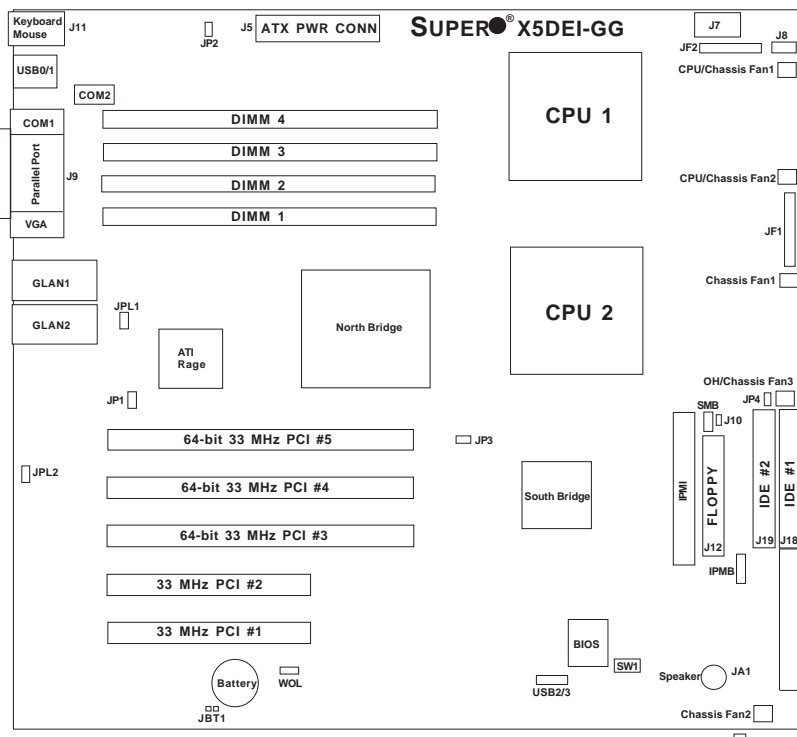 Keyboard
Mouse
J11
JP2
J5
ATX PWR CONN
SUPER® X5DEI-GG
J7
JF2
J8
USB0/1
CPU/Chassis Fan1
COM2
COM1
DIMM 4
CPU 1
DIMM 3
Parallel Port
J9
DIMM 2
CPU/Chassis Fan2
DIMM 1
VGA
JF1
GLAN1
Chassis Fan1
JPL1
GLAN2
North Bridge
CPU 2
ATI
Rage
OH/Chassis Fan3
JP1
JP4
SMB
J10
64-bit 33 MHz PCI #5
JP3
JPL2
64-bit 33 MHz PCI #4
South Bridge
IPMI
FLOPPY
IDE #2
IDE #1
64-bit 33 MHz PCI #3
J12
J19
J18
33 MHz PCI #2
IPMB
33 MHz PCI #1
BIOS
SW1
Battery
WOL
USB2/3
Speaker
JA1
JBT1
Chassis Fan2